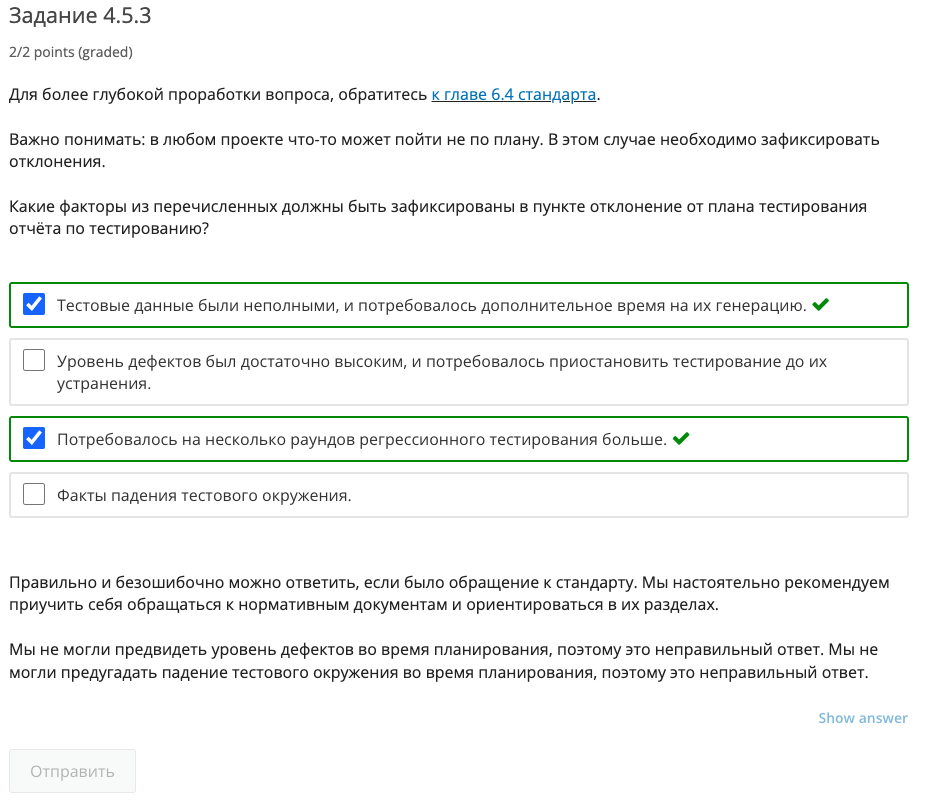 Задание 4.5.3
2/2 points (graded)
Для более глубокой проработки вопроса, обратитесь к главе 6.4 стандарта.
Важно понимать: в любом проекте что-то может пойти не по плану. В этом случае необходимо зафиксировать
отклонения.
Какие факторы из перечисленных должны быть зафиксированы в пункте отклонение от плана тестирования
отчёта по тестированию?
Тестовые данные были неполными, и потребовалось дополнительное время на их генерацию.
Уровень дефектов был достаточно высоким, и потребовалось приостановить тестирование до их
устранения.
Потребовалось на несколько раундов регрессионного тестирования больше.
Факты падения тестового окружения.
Правильно и безошибочно можно ответить, если было обращение к стандарту. Мы настоятельно рекомендуем
приучить себя обращаться к нормативным документам и ориентироваться в их разделах.
Мы не могли предвидеть уровень дефектов во время планирования, поэтому это неправильный ответ. Мы не
могли предугадать падение тестового окружения во время планирования, поэтому это неправильный ответ.
Show answer
Отправить